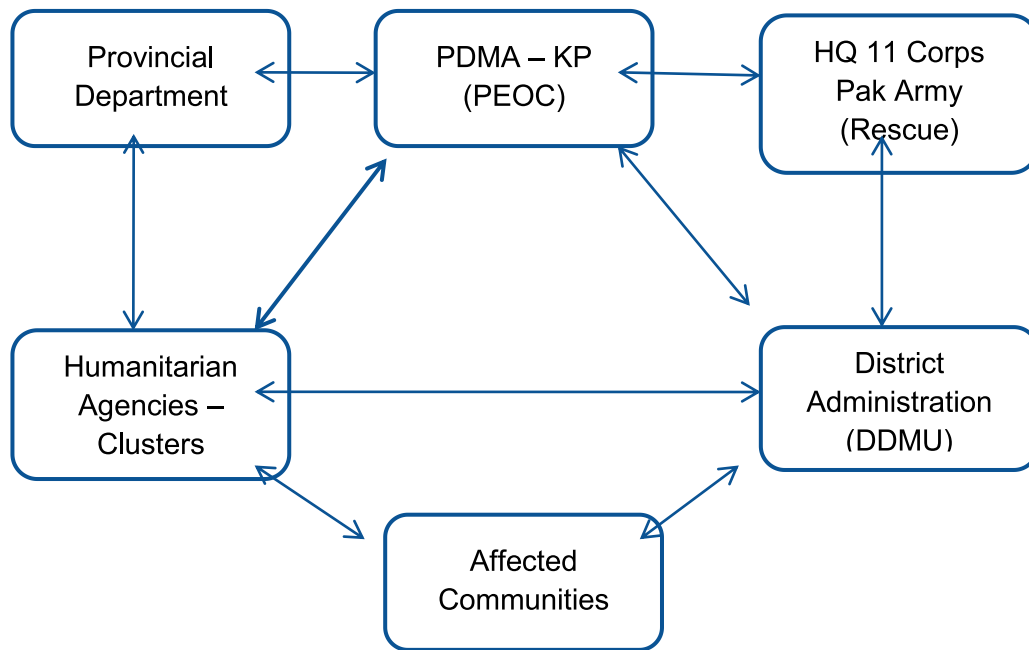 Provincial
Department
PDMA – KP
(PEOC)
HQ 11 Corps
Pak Army
(Rescue)
Humanitarian
Agencies –
Clusters
District
Administration
(DDMU)
Affected
Communities